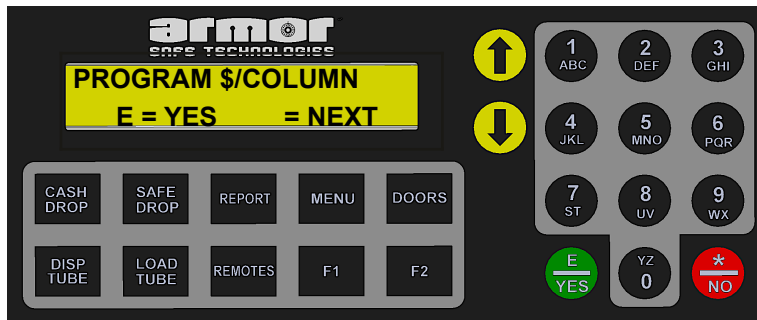 armor
SAFE TECHNOLOGIES
PROGRAM $/COLUMN
E = YES = NEXT
CASH DROP
SAFE DROP
REPORT
MENU
DOORS
DISP TUBE
LOAD TUBE
REMOTES
F1
F2
1
ABC
2
DEF
3
GHI
4
JKL
5
MNO
6
PQR
7
ST
8
UV
9
WX
E
YES
YZ
0
*
NO